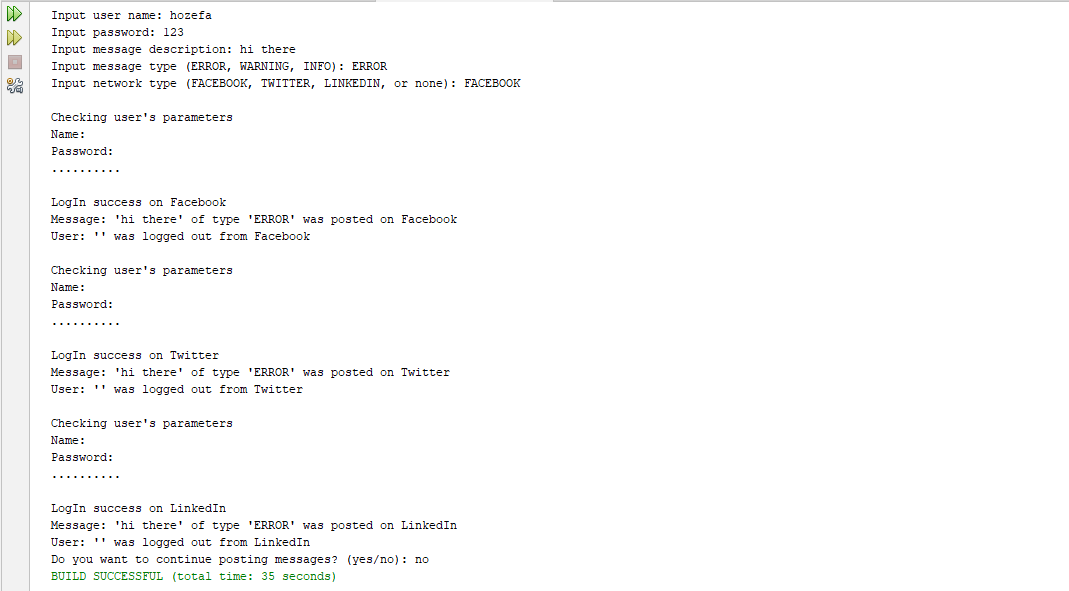 Input user name: hozefa
Input password: 123
Input message description: hi there
Input message type (ERROR, WARNING, INFO): ERROR
Input network type (FACEBOOK, TWITTER, LINKEDIN, or none): FACEBOOK
Checking user's parameters
Name:
Password:
..........
LogIn success on Facebook
Message: 'hi there' of type 'ERROR' was posted on Facebook
User: '' was logged out from Facebook
Checking user's parameters
Name:
Password:
..........
LogIn success on Twitter
Message: 'hi there' of type 'ERROR' was posted on Twitter
User: '' was logged out from Twitter
Checking user's parameters
Name:
Password:
..........
LogIn success on LinkedIn
Message: 'hi there' of type 'ERROR' was posted on LinkedIn
User: '' was logged out from LinkedIn
Do you want to continue posting messages? (yes/no): no
BUILD SUCCESSFUL (total time: 35 seconds)